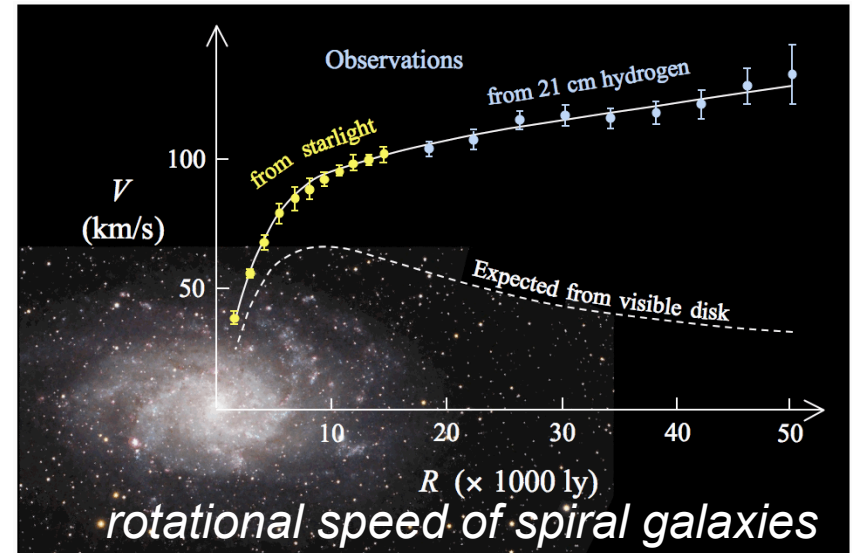 Observations
from 21 cm hydrogen
from starlight
100
V
(km/s)
50
Expected from visible disk
10 20 30 40 50
R (× 1000 ly)
rotational speed of spiral galaxies